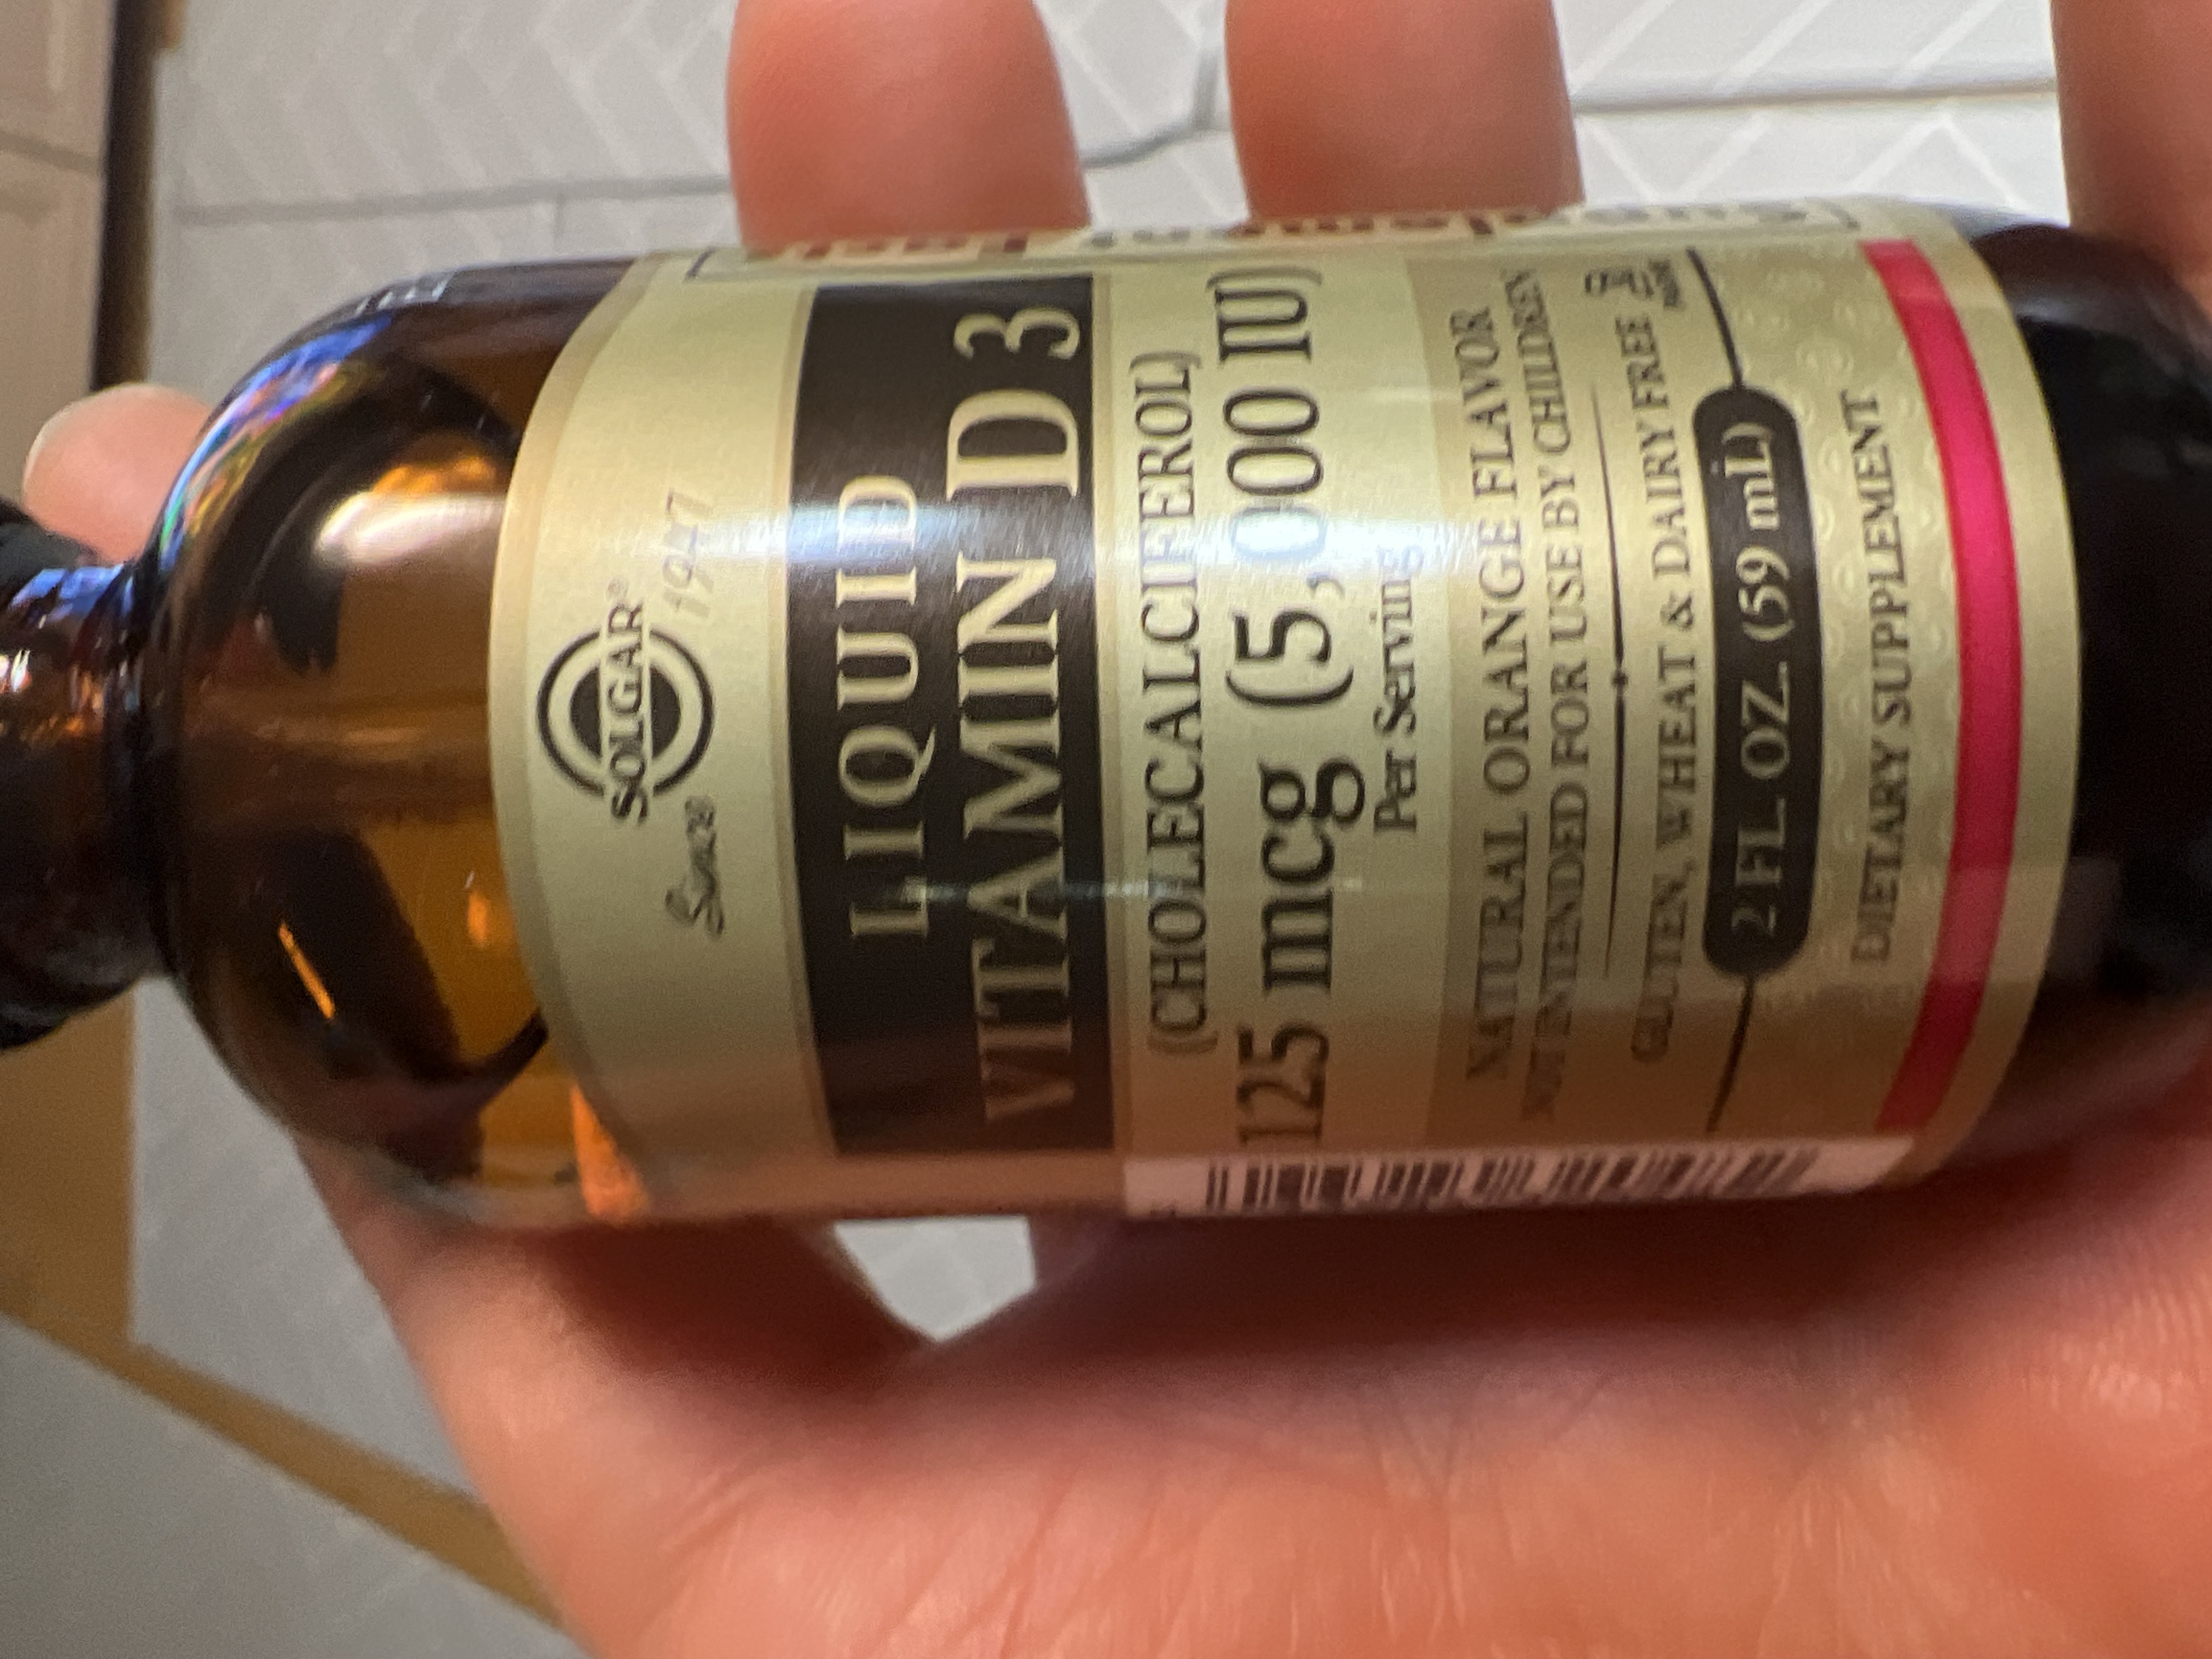 SOLGAR®
Since 1947
LIQUID
VITAMIN D3
(CHOLECALCIFEROL)
125 mcg (5,000 IU)
Per Serving
NATURAL ORANGE FLAVOR
NOT INTENDED FOR USE BY CHILDREN
GLUTEN, WHEAT & DAIRY FREE
2 FL. OZ. (59 mL)
DIETARY SUPPLEMENT